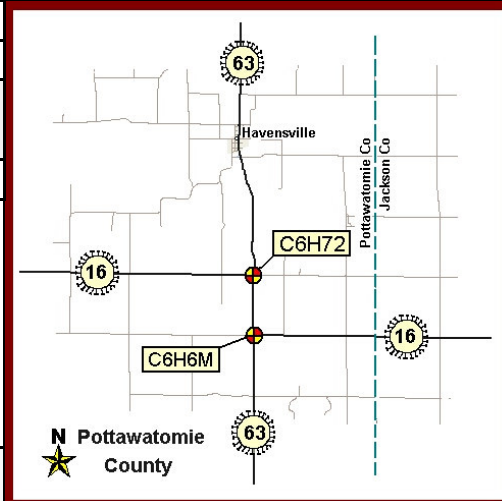 63
Havensville
Pottawatomie Co
Jackson Co
C6H72
16
16
C6H6M
63
N Pottawatomie
County